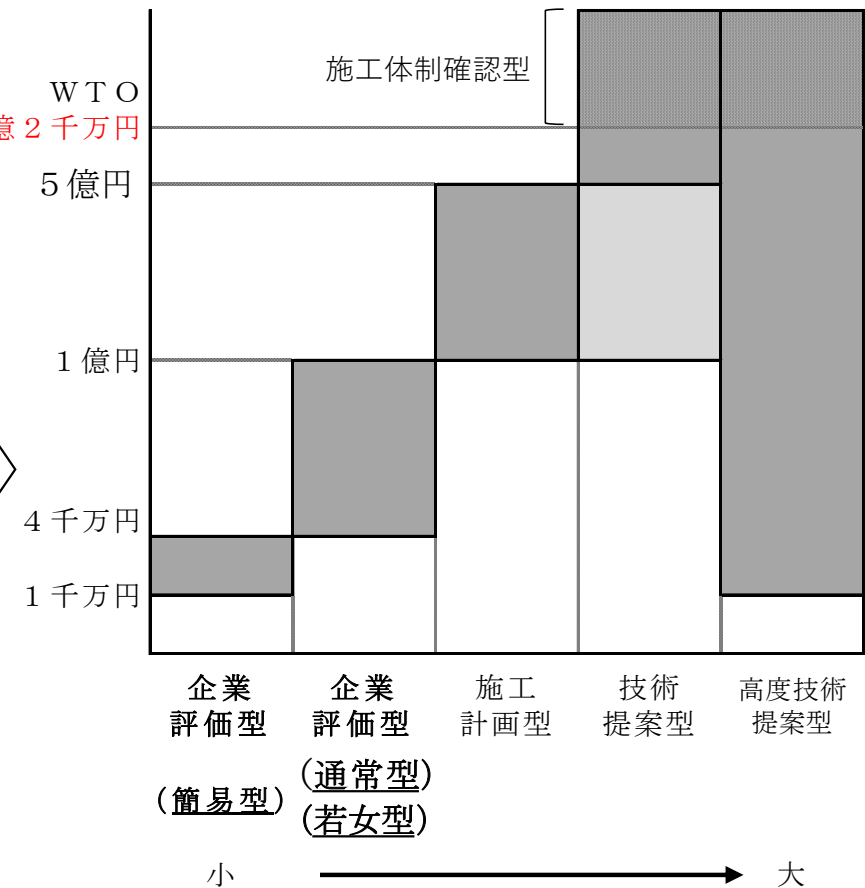 施工体制確認型
ＷＴＯ
億２千万円
５億円
１億円
４千万円
１千万円
企業
評価型
(簡易型)
企業
評価型
(通常型)
(若女型)
施工
計画型
技術
提案型
高度技術
提案型
小
大